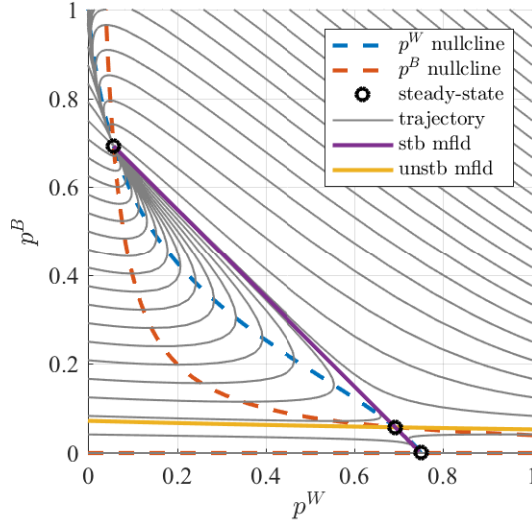 p^W nullcline
p^B nullcline
steady-state
trajectory
stb mfld
unstb mfld
1
0.8
0.6
0.4
0.2
0
p^B
0 0.2 0.4 0.6 0.8 1
p^W